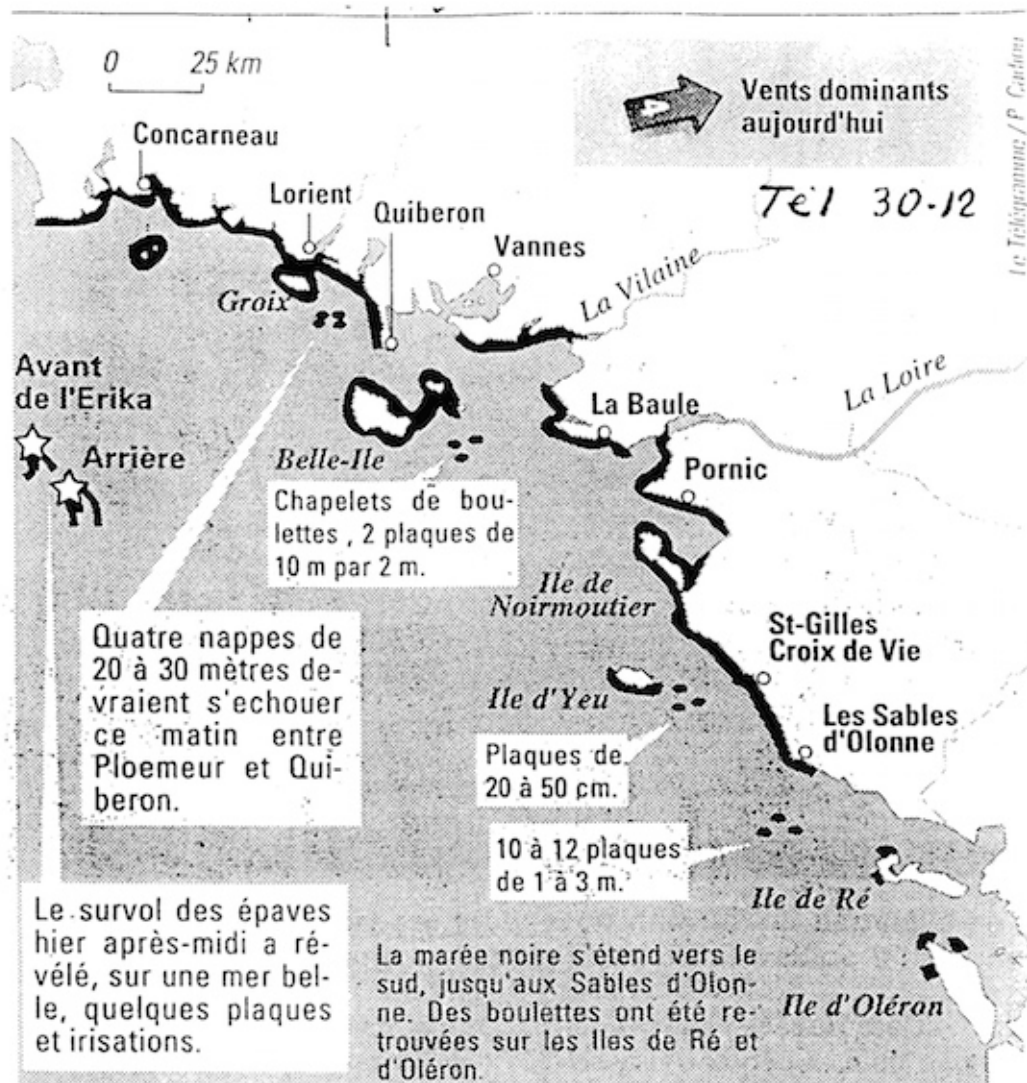 0 25 km
Vents dominants
aujourd'hui
Le Télégramme / P. Cadiou
Tél 30-12
Concarneau
Lorient
Quiberon
Vannes
La Vilaine
Groix
Avant
de l'Erika
Arrière
La Baule
La Loire
Belle-Ile
Pornic
Chapelets de bou-
lettes , 2 plaques de
10 m par 2 m.
Ile de
Noirmoutier
Quatre nappes de
20 à 30 mètres de-
vraient s'echouer
ce matin entre
Ploemeur et Qui-
beron.
St-Gilles
Croix de Vie
Ile d'Yeu
Les Sables
d'Olonne
Plaques de
20 à 50 cm.
10 à 12 plaques
de 1 à 3 m.
Ile de Ré
Le survol des épaves
hier après-midi a ré-
vélé, sur une mer bel-
le, quelques plaques
et irisations.
La marée noire s'étend vers le
sud, jusqu'aux Sables d'Olon-
ne. Des boulettes ont été re-
trouvées sur les Iles de Ré et
d'Oléron.
Ile d'Oléron